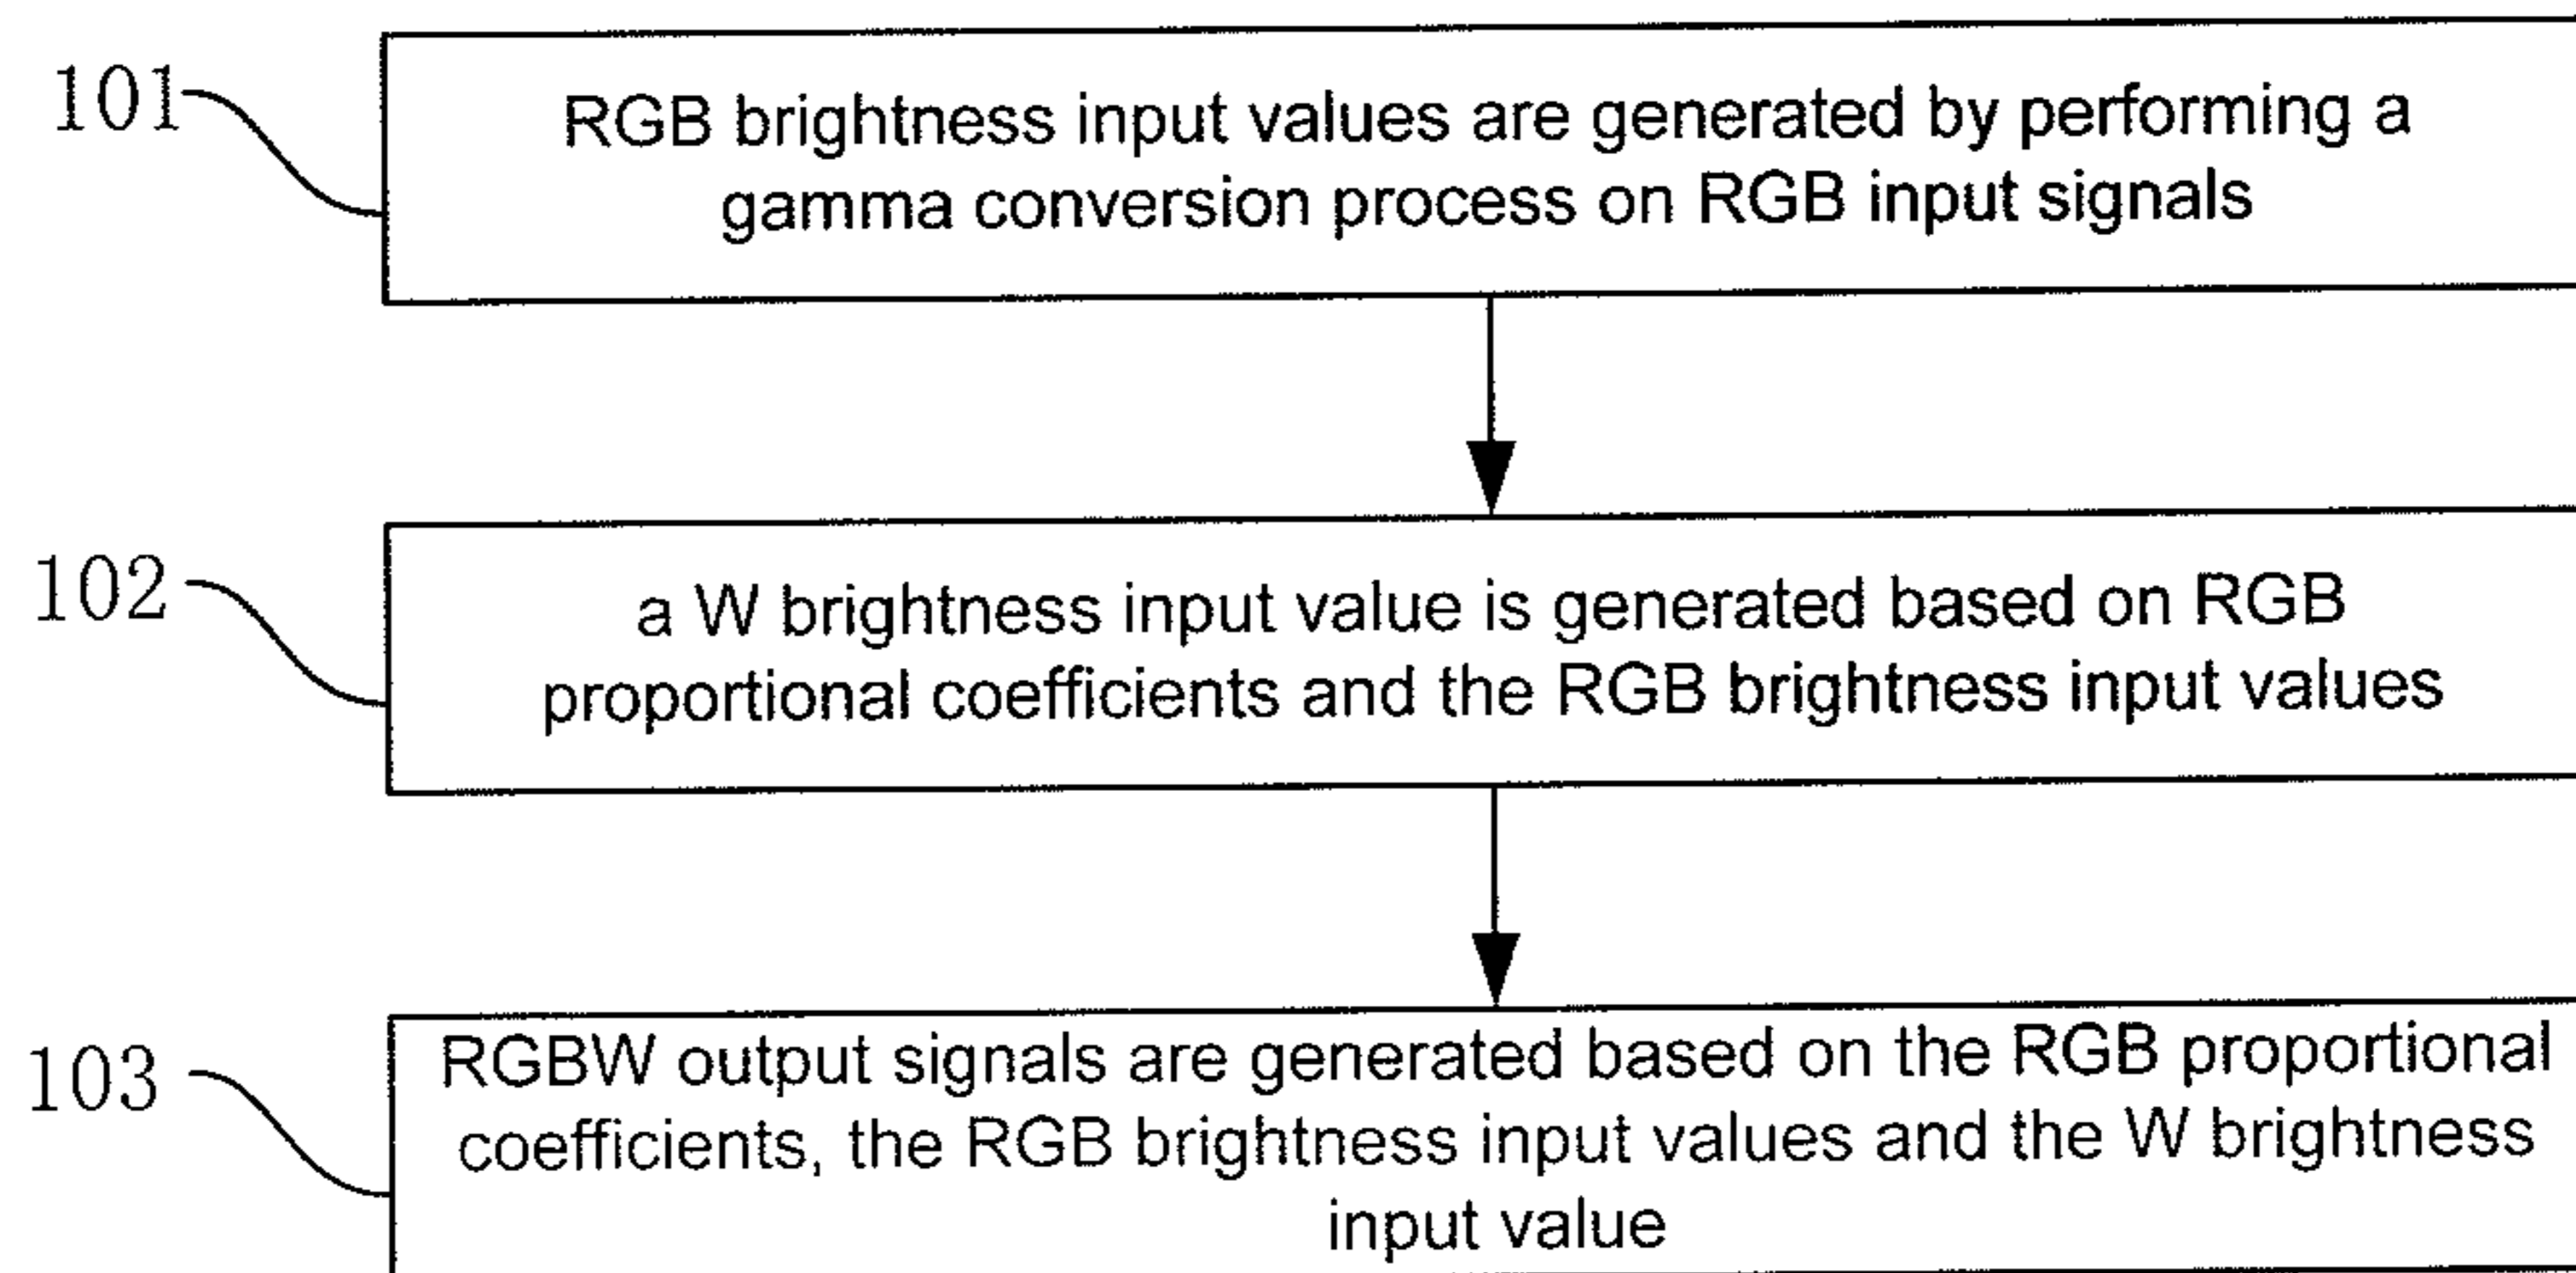 101
RGB brightness input values are generated by performing a
gamma conversion process on RGB input signals
102
a W brightness input value is generated based on RGB
proportional coefficients and the RGB brightness input values
103
RGBW output signals are generated based on the RGB proportional
coefficients, the RGB brightness input values and the W brightness
input value